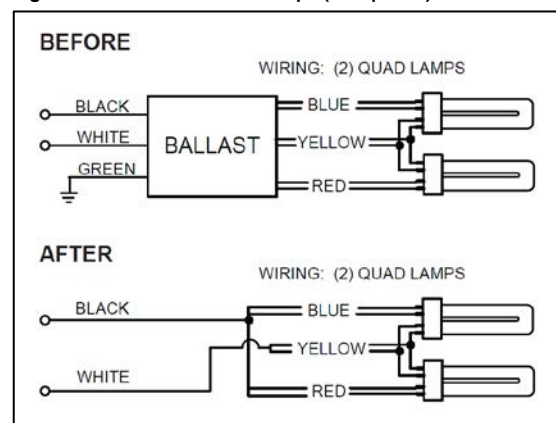 BEFORE
WIRING: (2) QUAD LAMPS
BLACK
BLUE
WHITE
BALLAST
YELLOW
GREEN
RED
AFTER
WIRING: (2) QUAD LAMPS
BLACK
BLUE
YELLOW
WHITE
RED